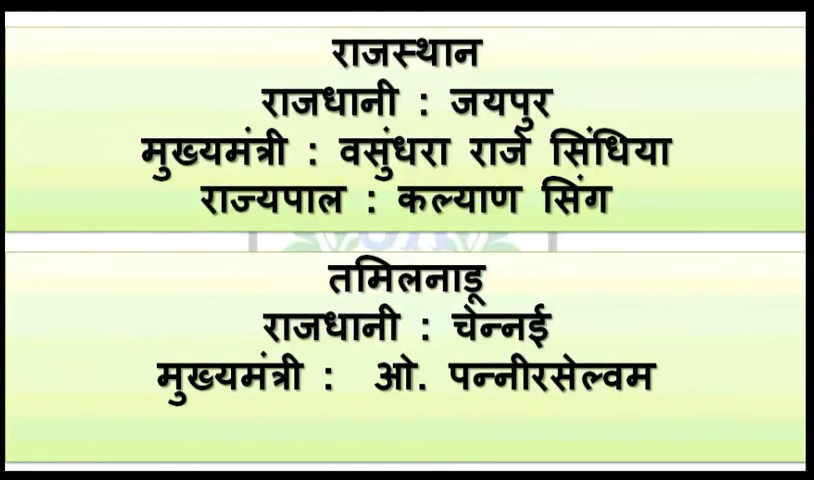 राजस्थान
राजधानी : जयपुर
मुख्यमंत्री : वसुंधरा राजे सिंधिया
राज्यपाल : कल्याण सिंग
तमिलनाडू
राजधानी : चेन्नई
मुख्यमंत्री : ओ. पन्नीरसेल्वम